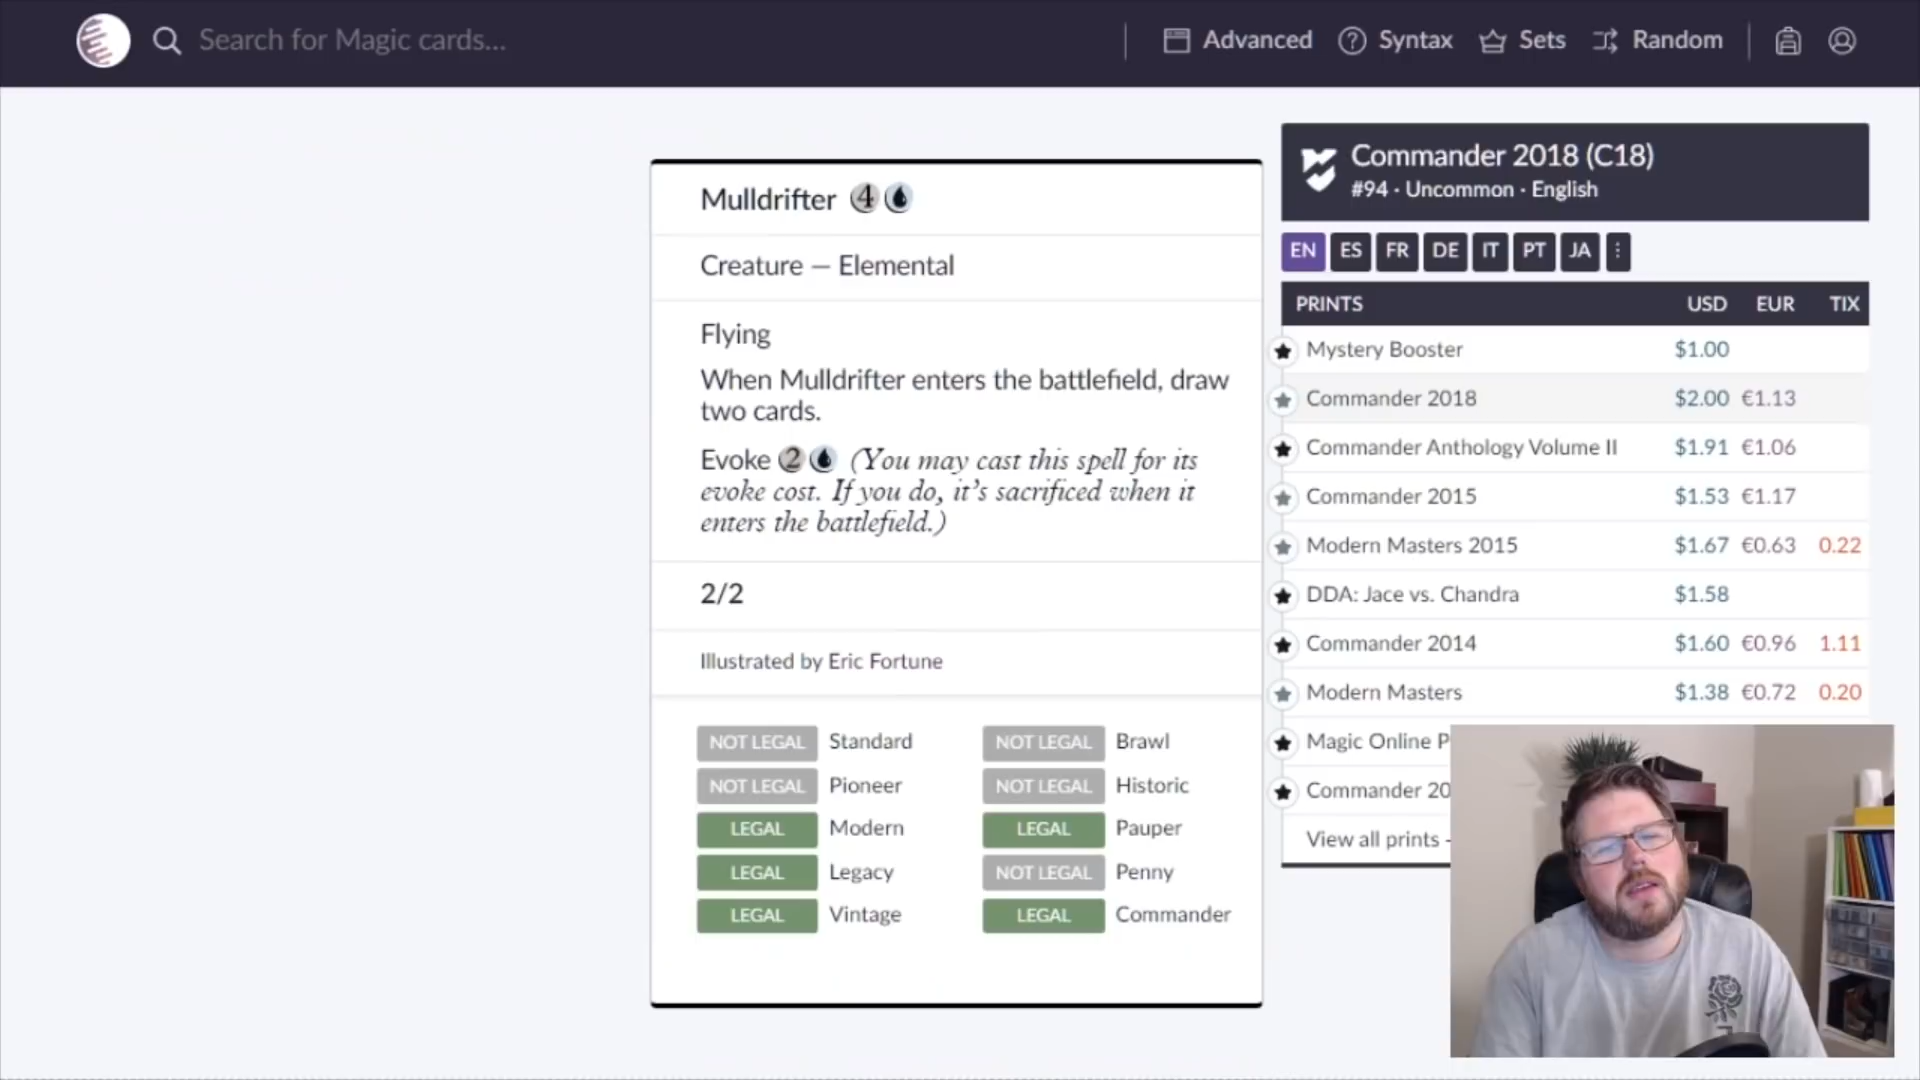 Search for Magic cards...
Advanced
Syntax
Sets
Random
Mulldrifter 4
Creature — Elemental
Flying
When Mulldrifter enters the battlefield, draw
two cards.
Evoke 2 (You may cast this spell for its
evoke cost. If you do, it's sacrificed when it
enters the battlefield.)
2/2
Illustrated by Eric Fortune
NOT LEGAL Standard NOT LEGAL Brawl
NOT LEGAL Pioneer NOT LEGAL Historic
LEGAL Modern LEGAL Pauper
LEGAL Legacy NOT LEGAL Penny
LEGAL Vintage LEGAL Commander
Commander 2018 (C18)
#94 · Uncommon · English
EN ES FR DE IT PT JA
PRINTS USD EUR TIX
Mystery Booster $1.00
Commander 2018 $2.00 €1.13
Commander Anthology Volume II $1.91 €1.06
Commander 2015 $1.53 €1.17
Modern Masters 2015 $1.67 €0.63 0.22
DDA: Jace vs. Chandra $1.58
Commander 2014 $1.60 €0.96 1.11
Modern Masters $1.38 €0.72 0.20
Magic Online P
Commander 20
View all prints